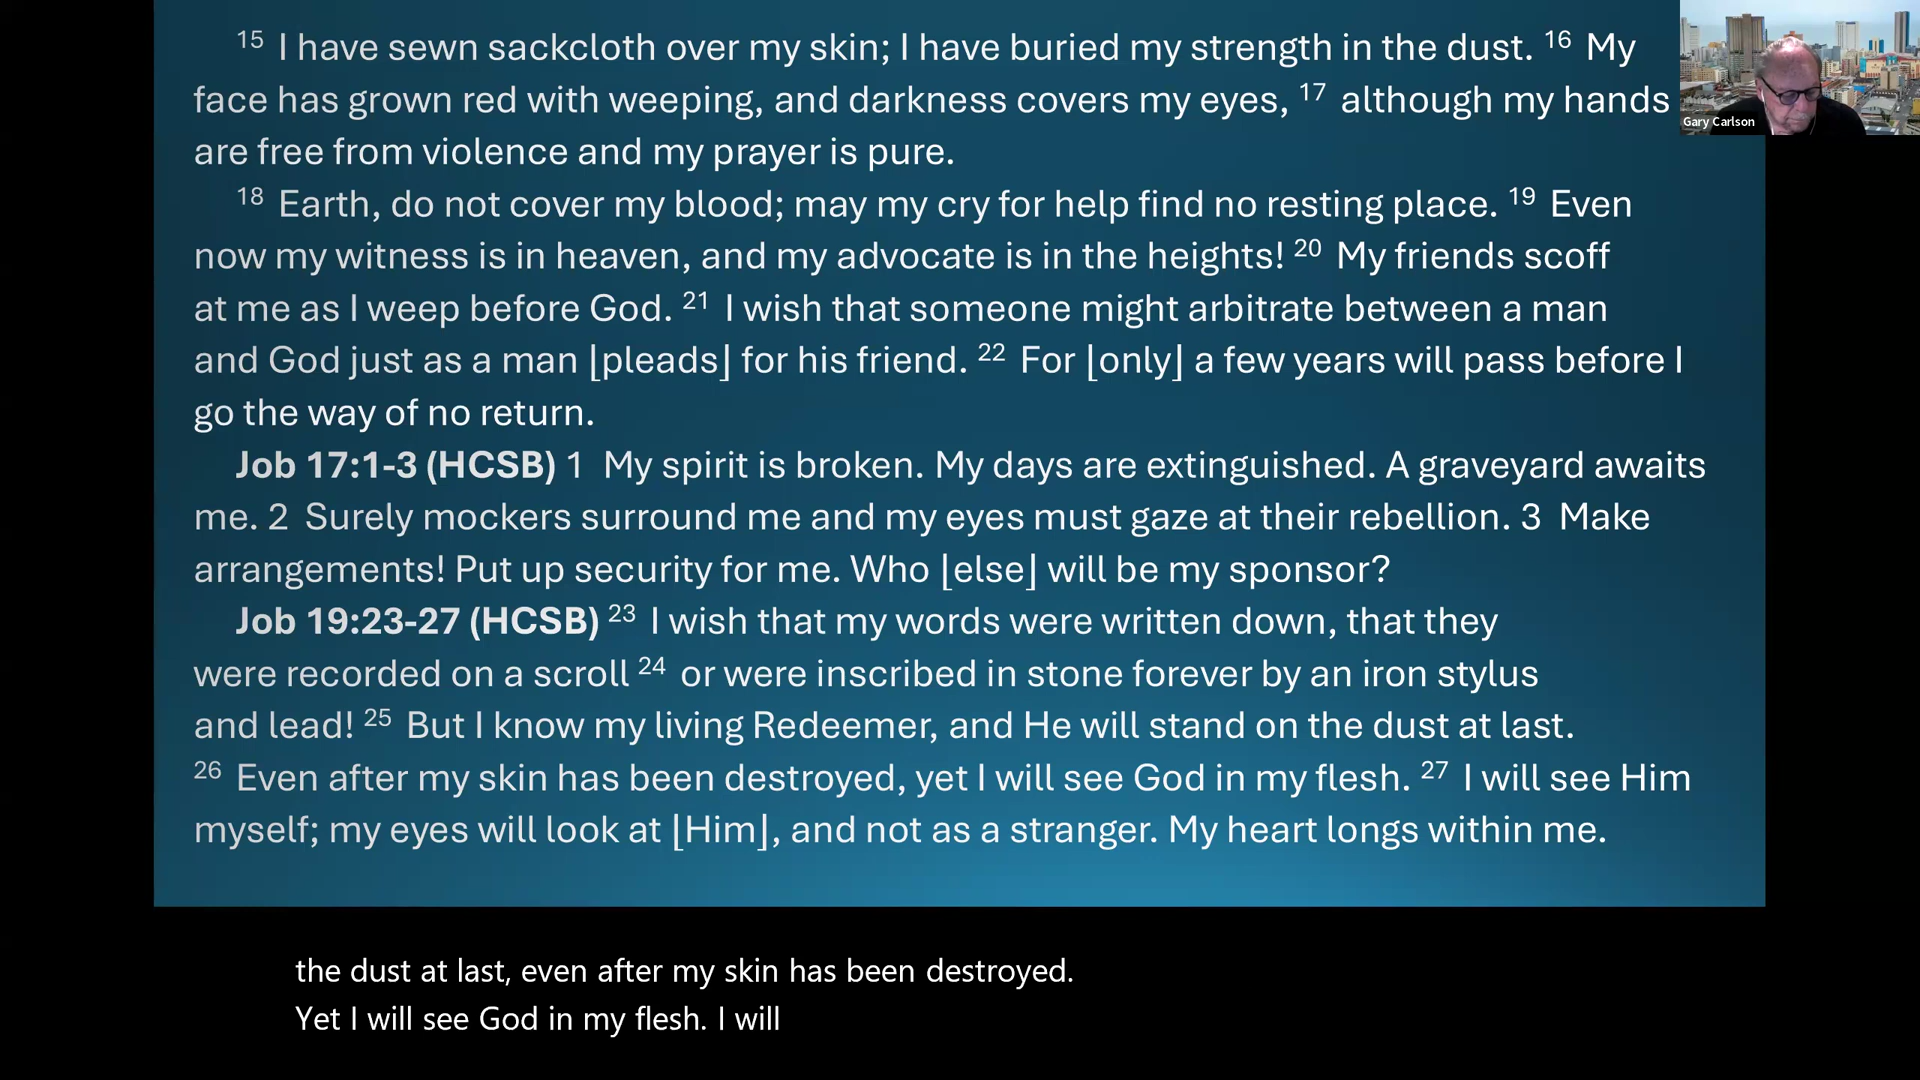 15 I have sewn sackcloth over my skin; I have buried my strength in the dust. 16 My
face has grown red with weeping, and darkness covers my eyes, 17 although my hands
are free from violence and my prayer is pure.
18 Earth, do not cover my blood; may my cry for help find no resting place. 19 Even
now my witness is in heaven, and my advocate is in the heights! 20 My friends scoff
at me as I weep before God. 21 I wish that someone might arbitrate between a man
and God just as a man ⌊pleads⌋ for his friend. 22 For ⌊only⌋ a few years will pass before I
go the way of no return.
Job 17:1-3 (HCSB) 1 My spirit is broken. My days are extinguished. A graveyard awaits
me. 2 Surely mockers surround me and my eyes must gaze at their rebellion. 3 Make
arrangements! Put up security for me. Who ⌊else⌋ will be my sponsor?
Job 19:23-27 (HCSB) 23 I wish that my words were written down, that they
were recorded on a scroll 24 or were inscribed in stone forever by an iron stylus
and lead! 25 But I know my living Redeemer, and He will stand on the dust at last.
26 Even after my skin has been destroyed, yet I will see God in my flesh. 27 I will see Him
myself; my eyes will look at ⌊Him⌋, and not as a stranger. My heart longs within me.
Gary Carlson
the dust at last, even after my skin has been destroyed.
Yet I will see God in my flesh. I will